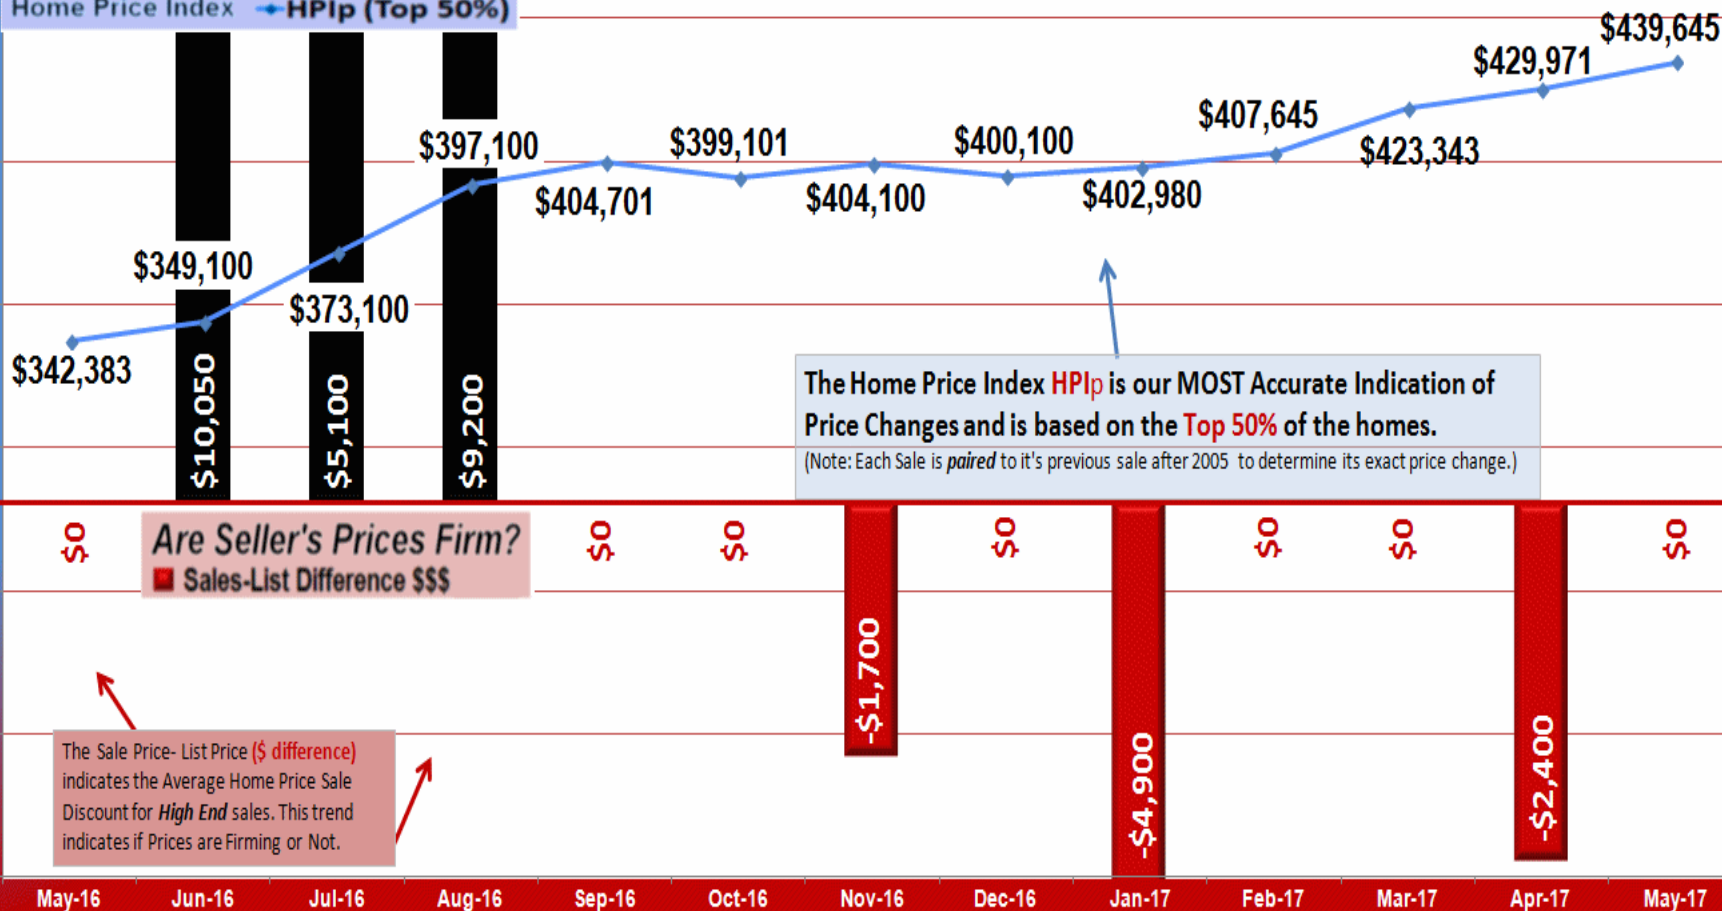 Home Price Index HPIp (Top 50%)
$439,645
$429,971
$407,645
$423,343
$397,100
$399,101
$400,100
$404,701
$404,100
$402,980
$349,100
$373,100
$342,383
$10,050
$5,100
$9,200
The Home Price Index HPIp is our MOST Accurate Indication of
Price Changes and is based on the Top 50% of the homes.
(Note: Each Sale is paired to it's previous sale after 2005 to determine its exact price change.)
$0
Are Seller's Prices Firm?
Sales-List Difference $$$
$0
$0
-$1,700
$0
-$4,900
$0
$0
-$2,400
$0
The Sale Price- List Price ($ difference)
indicates the Average Home Price Sale
Discount for High End sales. This trend
indicates if Prices are Firming or Not.
May-16 Jun-16 Jul-16 Aug-16 Sep-16 Oct-16 Nov-16 Dec-16 Jan-17 Feb-17 Mar-17 Apr-17 May-17